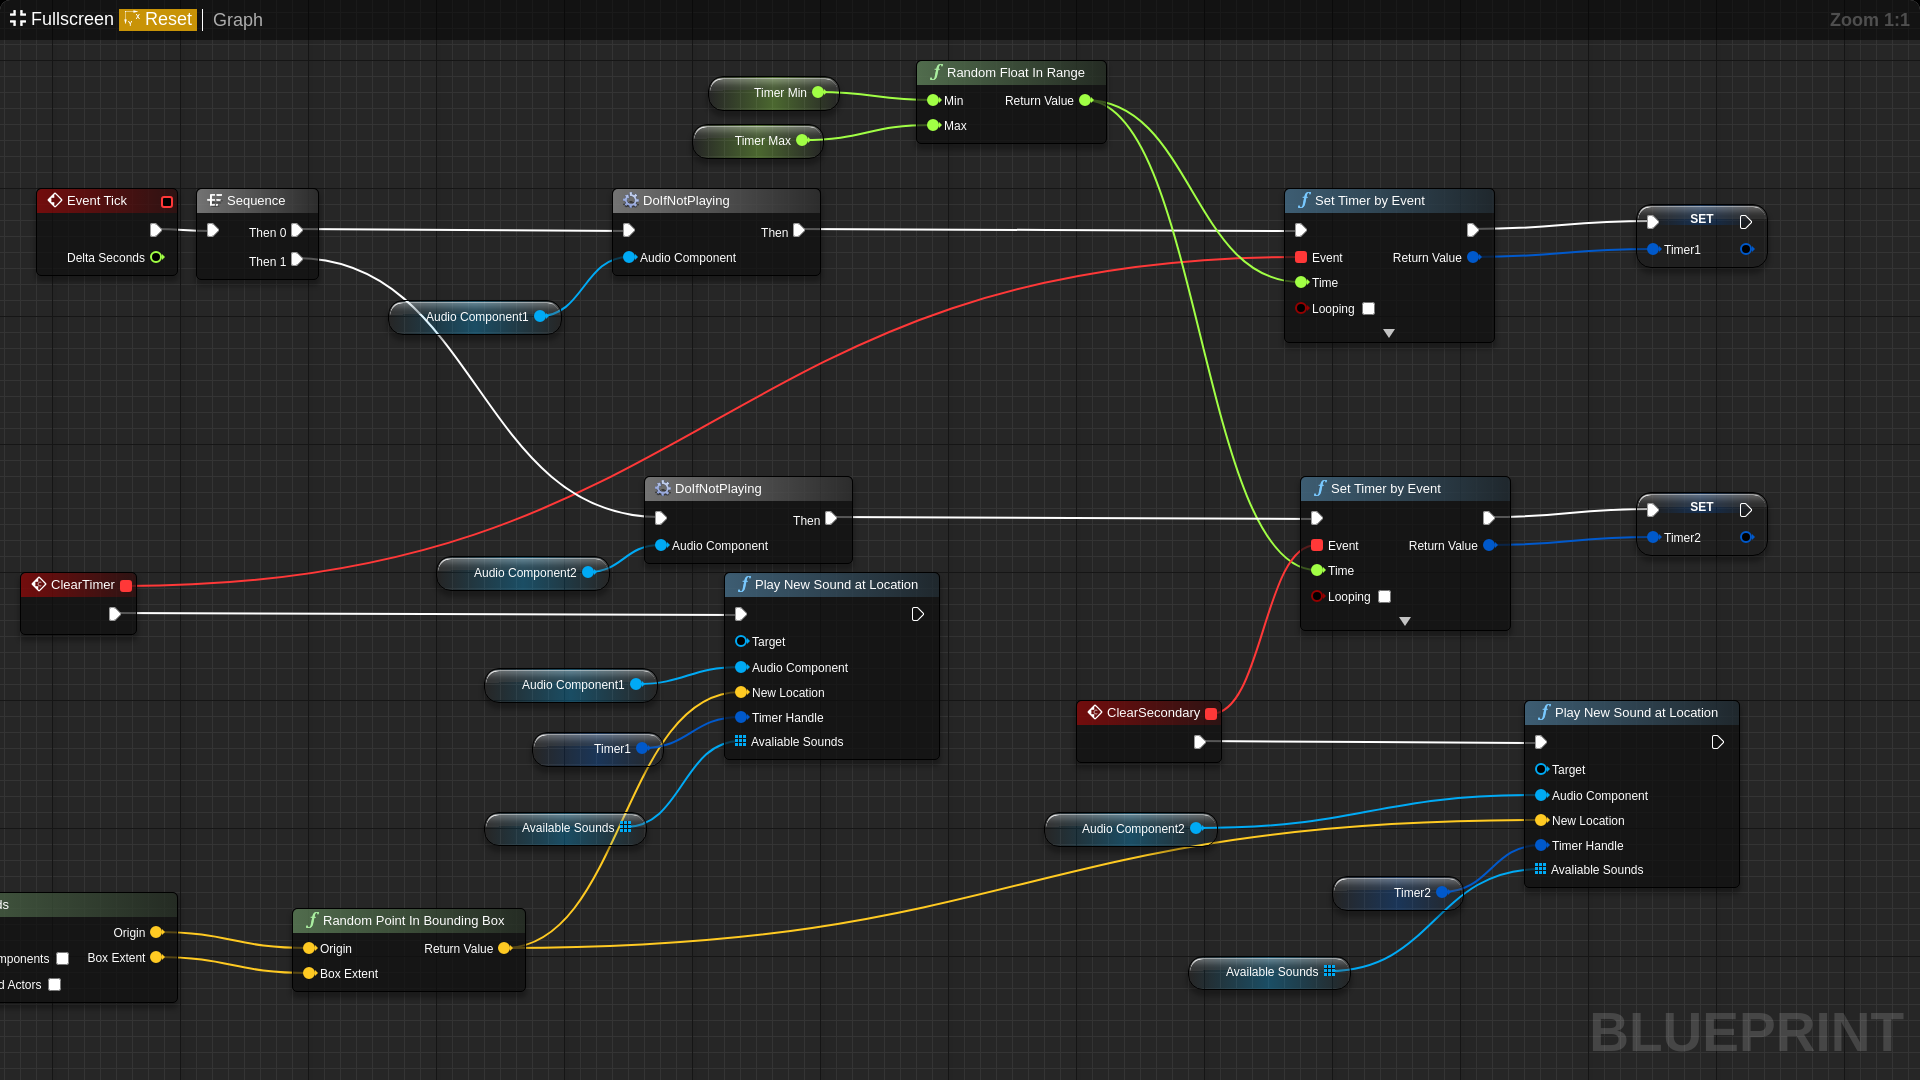 Fullscreen Reset Graph
Zoom 1:1
Timer Min
Timer Max
Random Float In Range
Min Return Value
Max
Event Tick
Delta Seconds
Sequence
Then 0
Then 1
DoIfNotPlaying
Then
Audio Component
Audio Component1
Set Timer by Event
Event Return Value
Time
Looping
SET
Timer1
DoIfNotPlaying
Then
Audio Component
Audio Component2
Set Timer by Event
Event Return Value
Time
Looping
SET
Timer2
ClearTimer
Play New Sound at Location
Target
Audio Component
New Location
Timer Handle
Avaliable Sounds
Audio Component1
Timer1
Available Sounds
ClearSecondary
Play New Sound at Location
Target
Audio Component
New Location
Timer Handle
Avaliable Sounds
Audio Component2
Timer2
Available Sounds
ds
Origin
mponents Box Extent
d Actors
Random Point In Bounding Box
Origin Return Value
Box Extent
BLUEPRINT